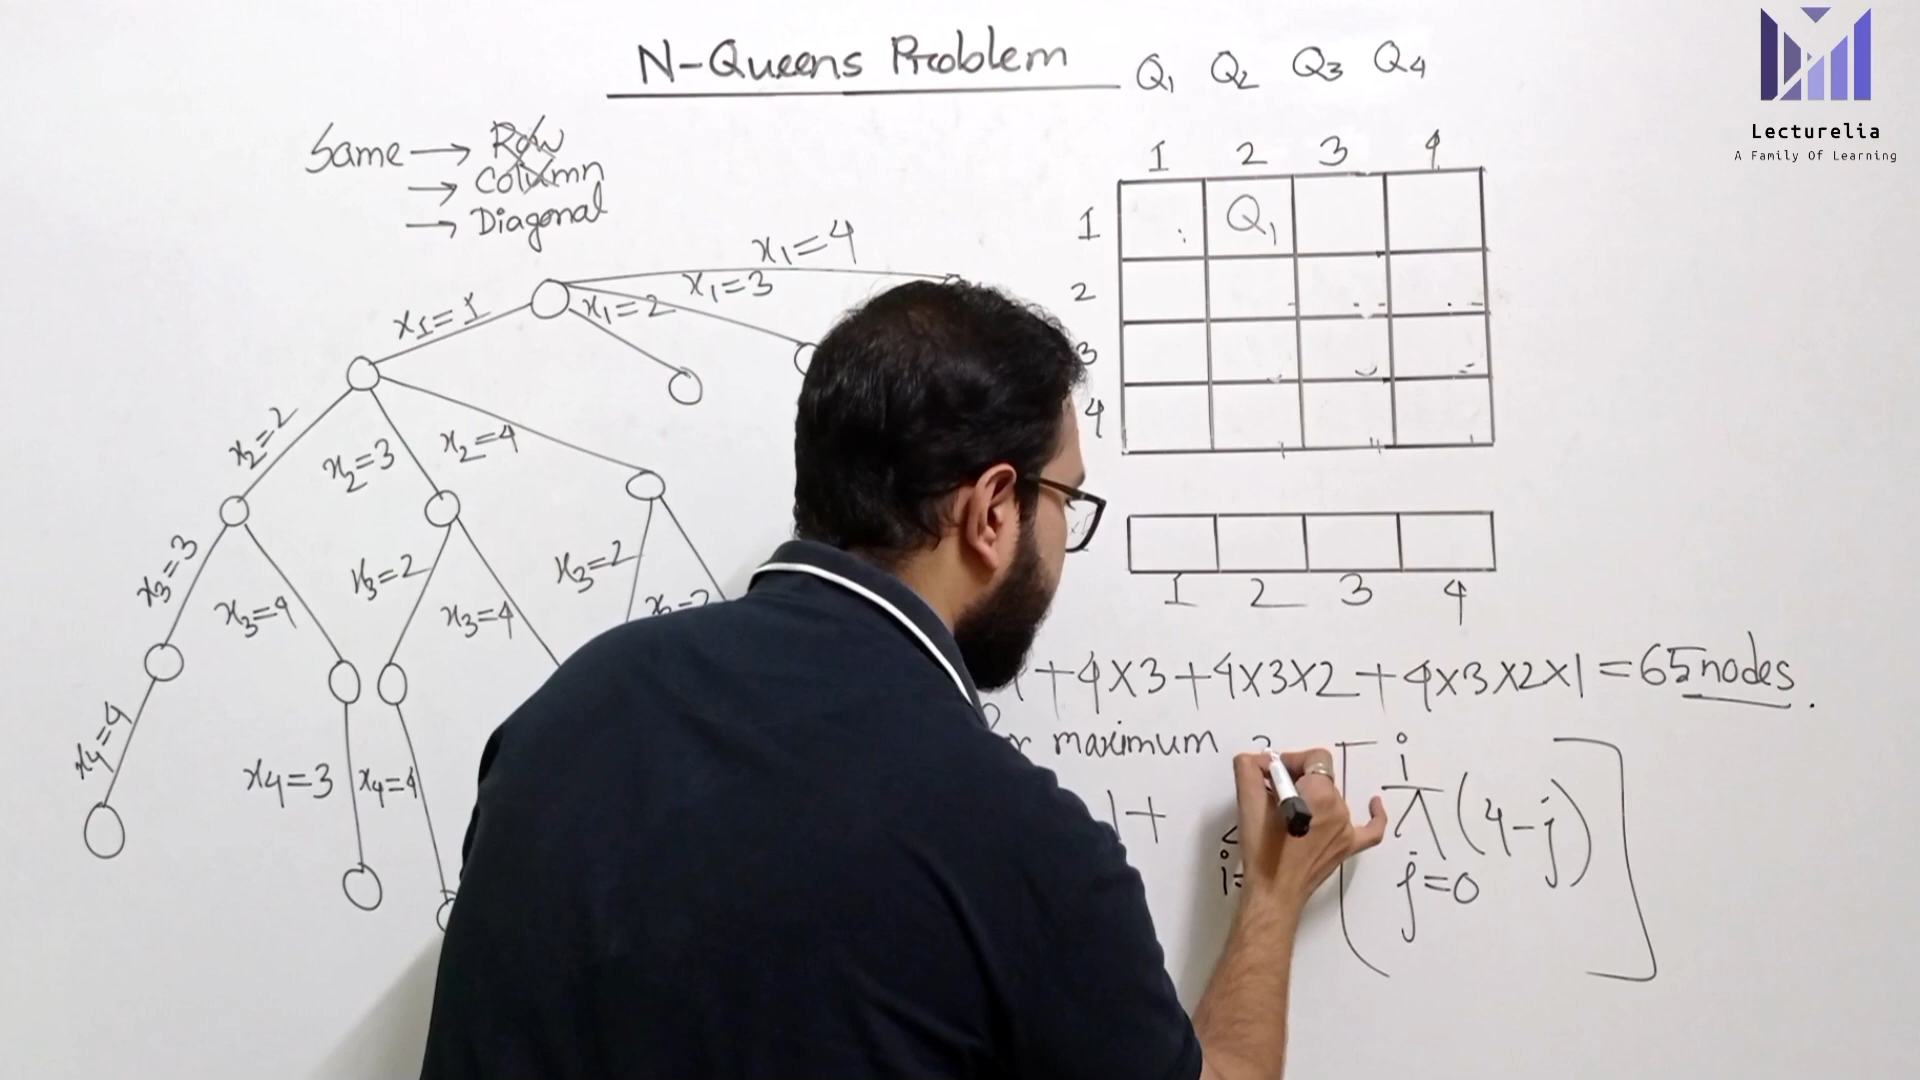 N-Queens Problem
Q1 Q2 Q3 Q4
Lecturelia
A Family Of Learning
Same → Row
→ Column
→ Diagonal
1 2 3 4
1
2
3
4
Q1
x1=1
x1=2
x1=3
x1=4
x2=2
x2=3
x2=4
x3=3
x3=4
x3=2
x3=4
x3=2
x4=4
x4=3
x4=4
1 2 3 4
+4×3+4×3×2+4×3×2×1=65 nodes.
maximum
1+
i=
i
π(4-j)
j=0